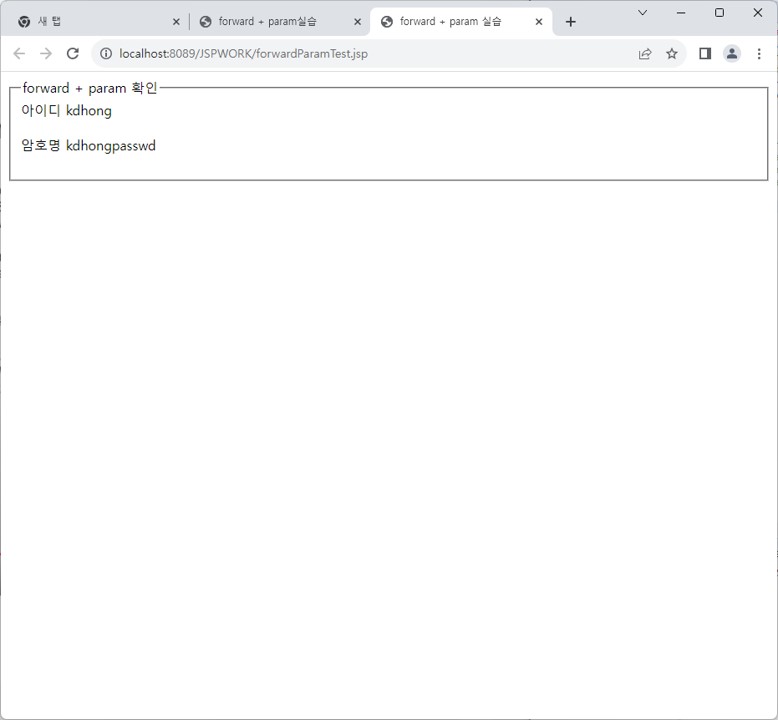 새 탭
forward + param실습
forward + param 실습
localhost:8089/JSPWORK/forwardParamTest.jsp
forward + param 확인
아이디 kdhong
암호명 kdhongpasswd